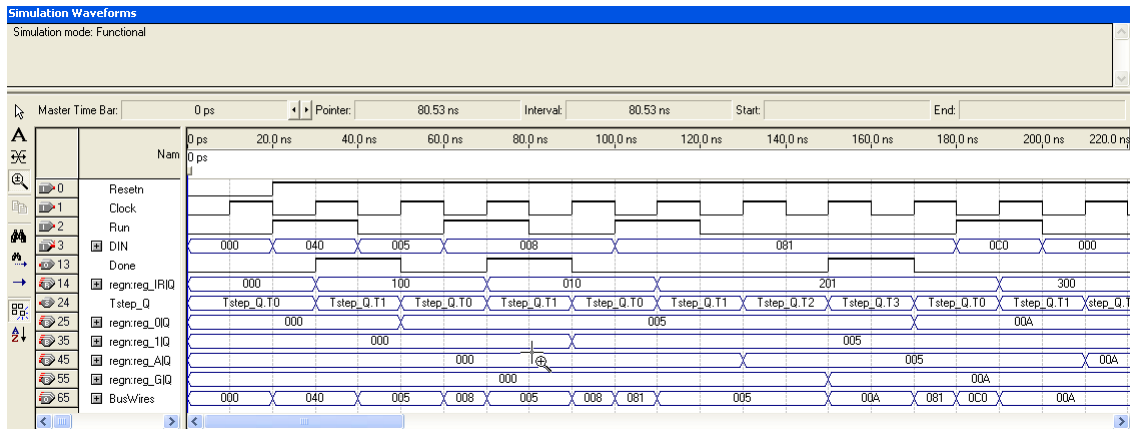 Simulation Waveforms
Simulation mode: Functional
Master Time Bar: 0 ps Pointer: 80.53 ns Interval: 80.53 ns Start: End:
Nam
0 ps 20.0 ns 40.0 ns 60.0 ns 80.0 ns 100.0 ns 120.0 ns 140.0 ns 160.0 ns 180.0 ns 200.0 ns 220.0 ns
0 ps
0 Resetn
1 Clock
2 Run
3 DIN 000 040 005 008 081 0C0 000
13 Done
14 regn:reg_IR|Q 000 100 010 201 300
24 Tstep_Q Tstep_Q.T0 Tstep_Q.T1 Tstep_Q.T0 Tstep_Q.T1 Tstep_Q.T0 Tstep_Q.T1 Tstep_Q.T2 Tstep_Q.T3 Tstep_Q.T0 Tstep_Q.T1 step_Q.T
25 regn:reg_0|Q 000 005 00A
35 regn:reg_1|Q 000 005
45 regn:reg_A|Q 000 005 00A
55 regn:reg_G|Q 000 00A
65 BusWires 000 040 005 008 005 008 081 005 00A 081 0C0 00A